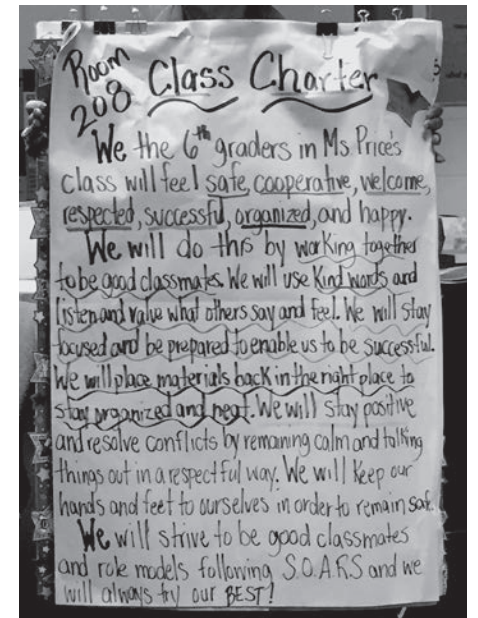 Room
208
Class Charter
We the 6th graders in Ms. Price's
class will feel safe, cooperative, welcome,
respected, successful, organized, and happy.
We will do this by working together
to be good classmates. We will use kind words and
listen and value what others say and feel. We will stay
focused and be prepared to enable us to be successful.
We will place materials back in the right place to
stay organized and neat. We will stay positive
and resolve conflicts by remaining calm and talking
things out in a respectful way. We will keep our
hands and feet to ourselves in order to remain safe.
We will strive to be good classmates
and role models following S.O.A.R.S and we
will always try our BEST!